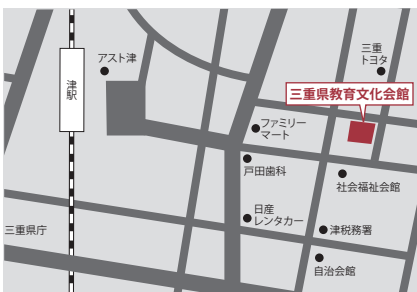 三重
トヨタ
アスト津
津駅
三重県教育文化会館
ファミリー
マート
戸田歯科
社会福祉会館
日産
レンタカー
三重県庁
津税務署
自治会館